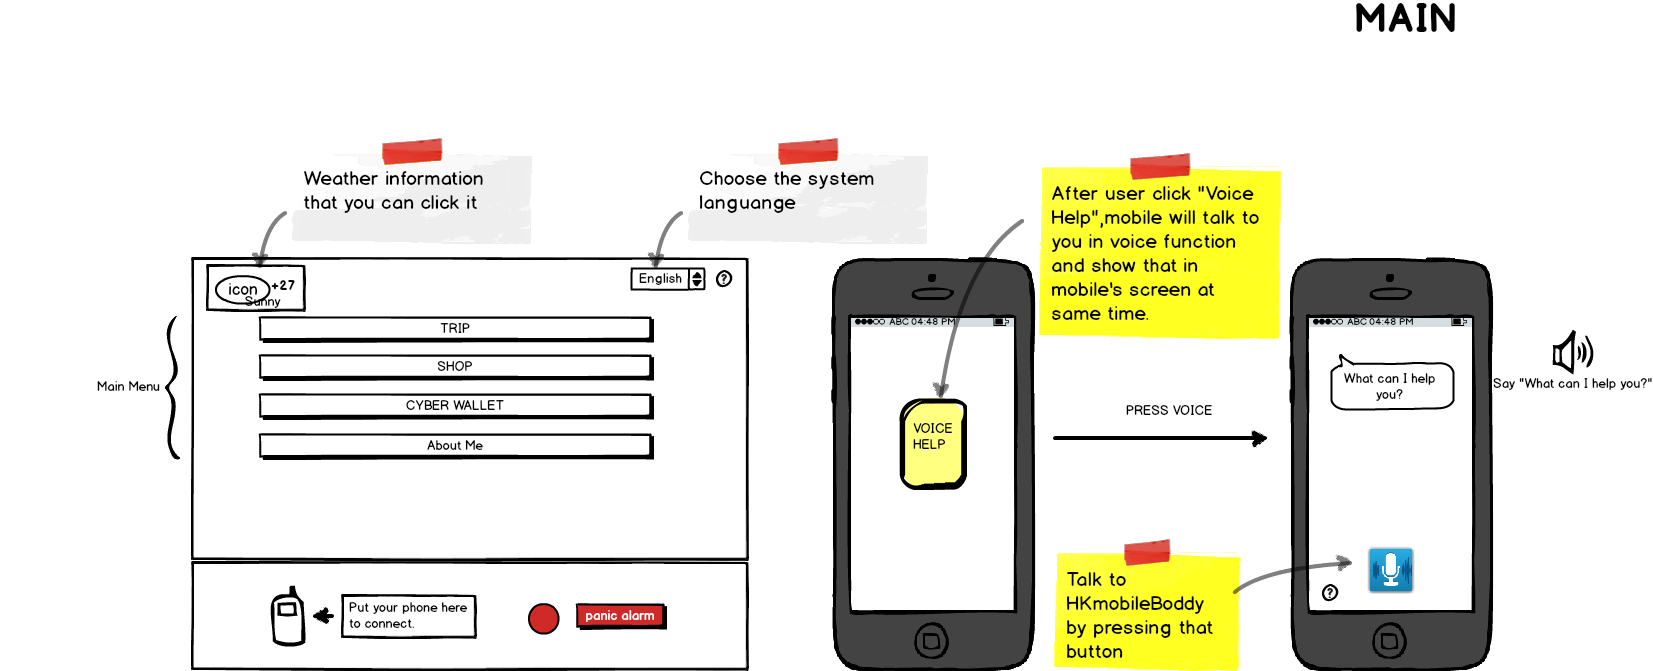 MAIN
Weather information
that you can click it
Choose the system
languange
After user click "Voice
Help",mobile will talk to
you in voice function
and show that in
mobile's screen at
same time.
icon
+27
Sunny
English
?
Main Menu
TRIP
SHOP
CYBER WALLET
About Me
Put your phone here
to connect.
panic alarm
ABC 04:48 PM
VOICE
HELP
PRESS VOICE
ABC 04:48 PM
What can I help
you?
Say "What can I help you?"
Talk to
HKmobileBoddy
by pressing that
button
?